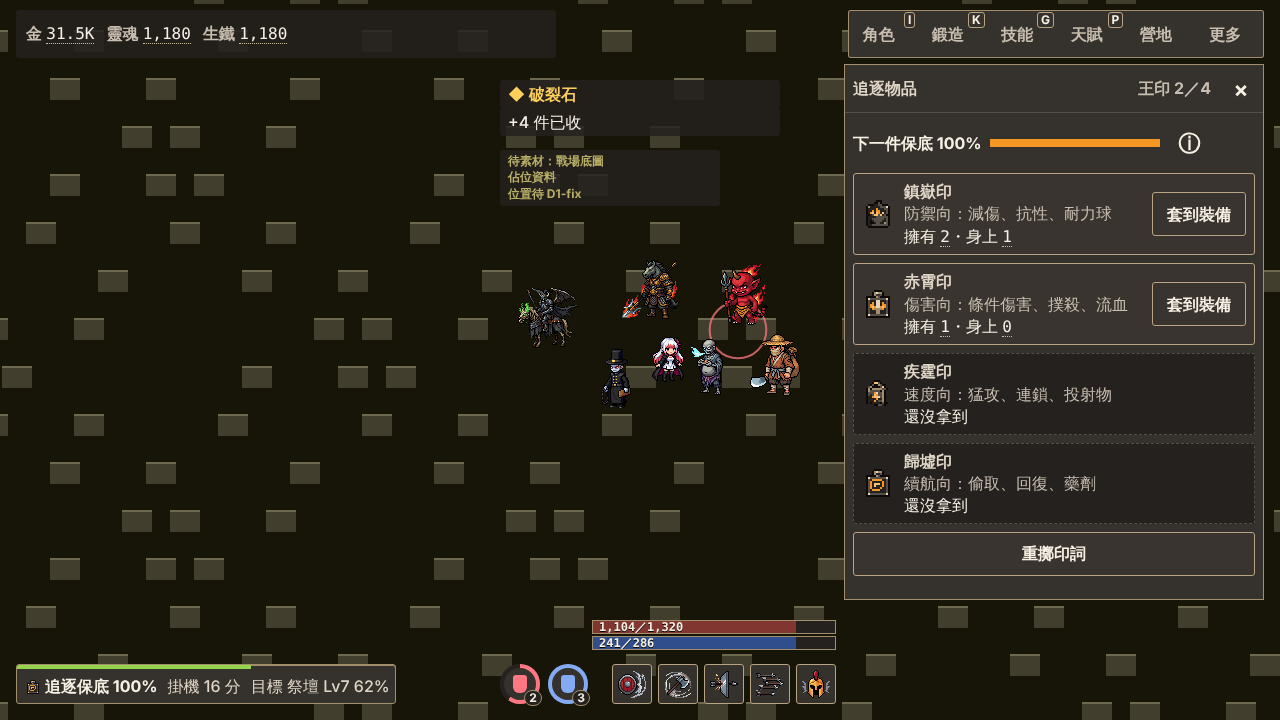 金 31.5K 靈魂 1,180 生鐵 1,180
角色 I 鍛造 K 技能 G 天賦 P 營地 更多
◆ 破裂石
+4 件已收
待素材：戰場底圖
佔位資料
位置待 D1-fix
追逐物品 王印 2／4 ×
下一件保底 100%
鎮嶽印
防禦向：減傷、抗性、耐力球
擁有 2・身上 1
套到裝備
赤霄印
傷害向：條件傷害、撲殺、流血
擁有 1・身上 0
套到裝備
疾霆印
速度向：猛攻、連鎖、投射物
還沒拿到
歸墟印
續航向：偷取、回復、藥劑
還沒拿到
重擲印詞
1,104／1,320
241／286
追逐保底 100% 掛機 16 分 目標 祭壇 Lv7 62%
2
3